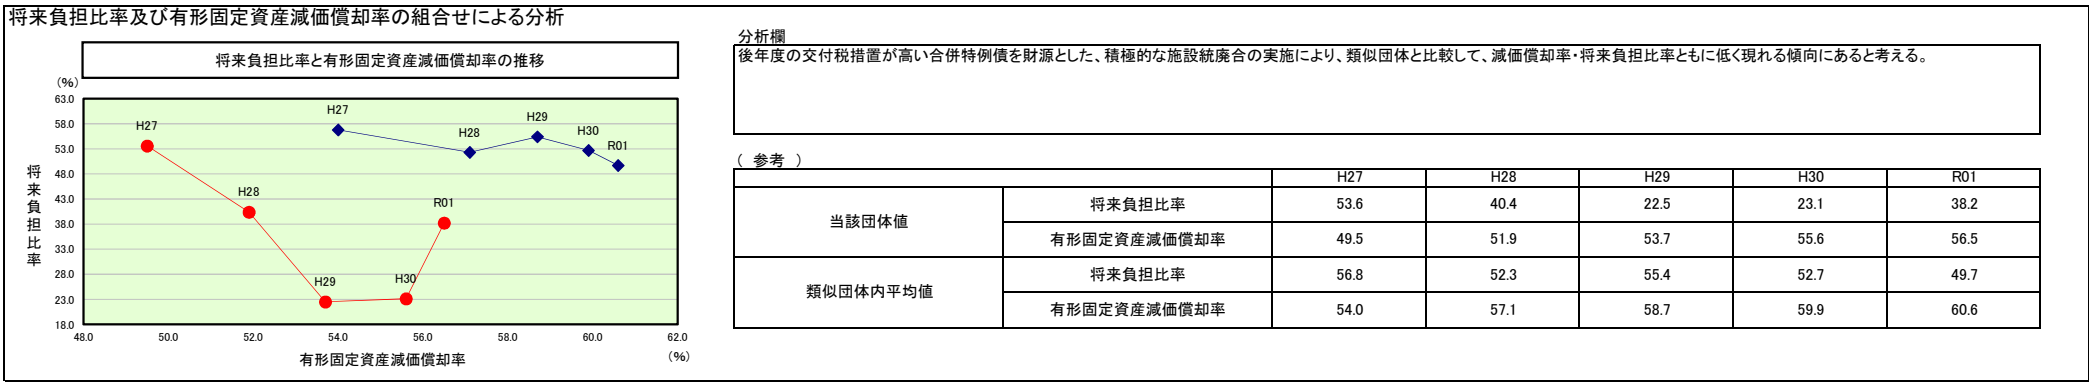 将来負担比率及び有形固定資産減価償却率の組合せによる分析
将来負担比率と有形固定資産減価償却率の推移
(%)
63.0
58.0
53.0
48.0
43.0
38.0
33.0
28.0
23.0
18.0
将来負担比率
H27
H28
H29
H30
R01
H27
H28
H29
H30
R01
48.0 50.0 52.0 54.0 56.0 58.0 60.0 62.0
有形固定資産減価償却率
(%)
分析欄
後年度の交付税措置が高い合併特例債を財源とした、積極的な施設統廃合の実施により、類似団体と比較して、減価償却率・将来負担比率ともに低く現れる傾向にあると考える。
( 参考 )
H27 H28 H29 H30 R01
当該団体値
将来負担比率 53.6 40.4 22.5 23.1 38.2
有形固定資産減価償却率 49.5 51.9 53.7 55.6 56.5
類似団体内平均値
将来負担比率 56.8 52.3 55.4 52.7 49.7
有形固定資産減価償却率 54.0 57.1 58.7 59.9 60.6